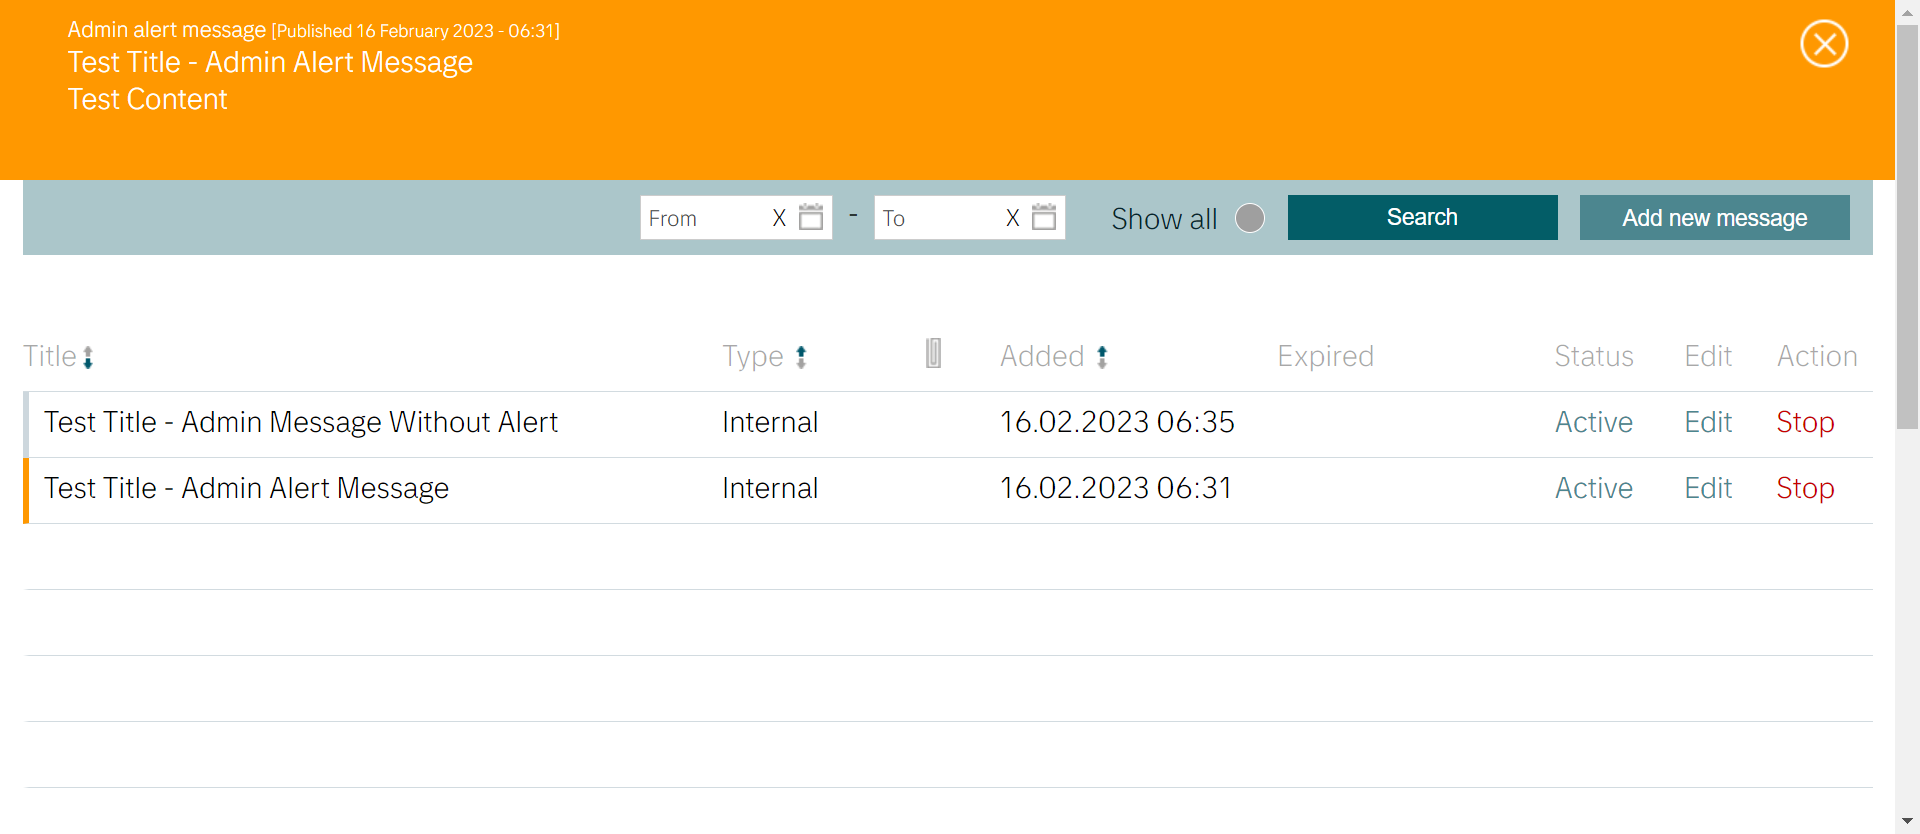 Admin alert message [Published 16 February 2023 - 06:31]
Test Title - Admin Alert Message
Test Content
From X - To X Show all Search Add new message
Title Type Added Expired Status Edit Action
Test Title - Admin Message Without Alert Internal 16.02.2023 06:35 Active Edit Stop
Test Title - Admin Alert Message Internal 16.02.2023 06:31 Active Edit Stop